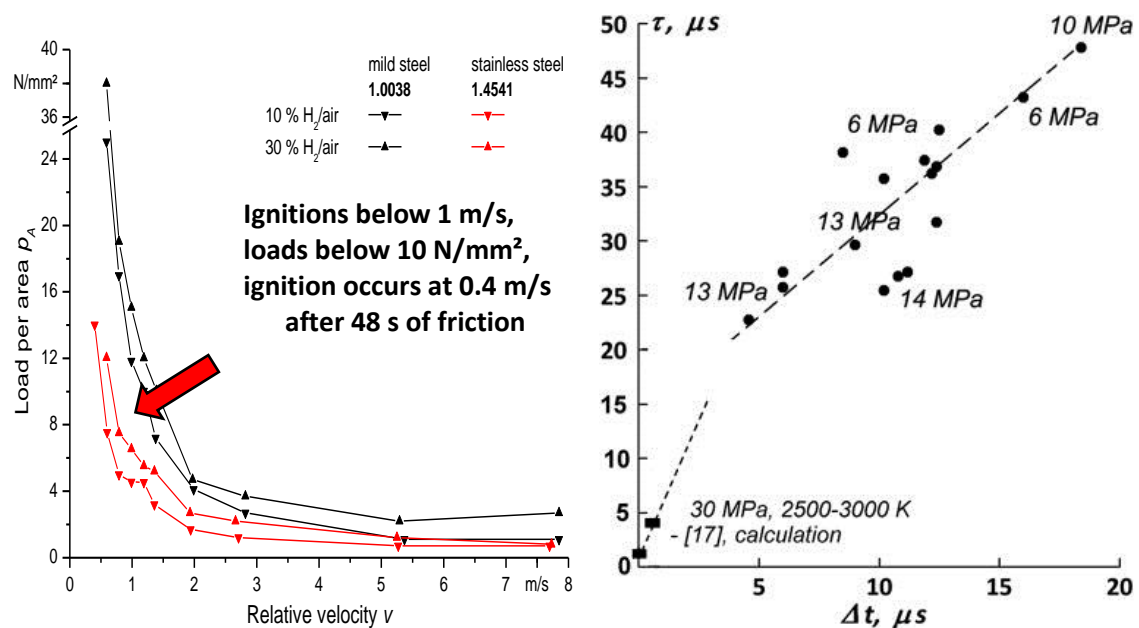 40
N/mm²
36
24
20
16
12
8
4
0
Load per area p_A
0 1 2 3 4 5 6 7 m/s 8
Relative velocity v
mild steel stainless steel
1.0038 1.4541
10 % H₂/air
30 % H₂/air
Ignitions below 1 m/s,
loads below 10 N/mm²,
ignition occurs at 0.4 m/s
after 48 s of friction
τ, μs
50
45
40
35
30
25
20
15
10
5
0
5 10 15 20
Δt, μs
10 MPa
6 MPa
6 MPa
13 MPa
13 MPa
14 MPa
30 MPa, 2500-3000 K
- [17], calculation